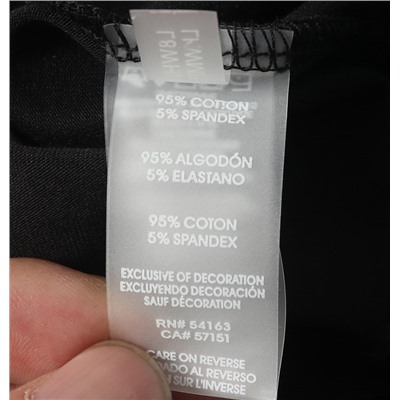 95% COTTON
5% SPANDEX
95% ALGODÓN
5% ELASTANO
95% COTON
5% SPANDEX
EXCLUSIVE OF DECORATION
EXCLUYENDO DECORACIÓN
SAUF DÉCORATION
RN# 54163
CA# 57151
CARE ON REVERSE
AL REVERSO
SUR L'INVERSE